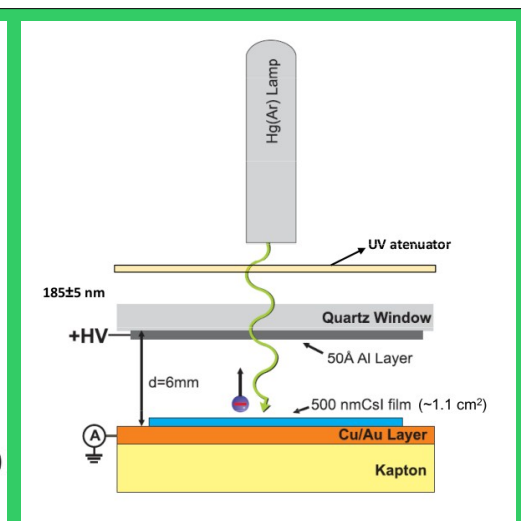 Hg(Ar) Lamp
UV atenuator
185±5 nm
Quartz Window
+HV
50Å Al Layer
d=6mm
500 nmCsI film (~1.1 cm²)
A
Cu/Au Layer
Kapton
)